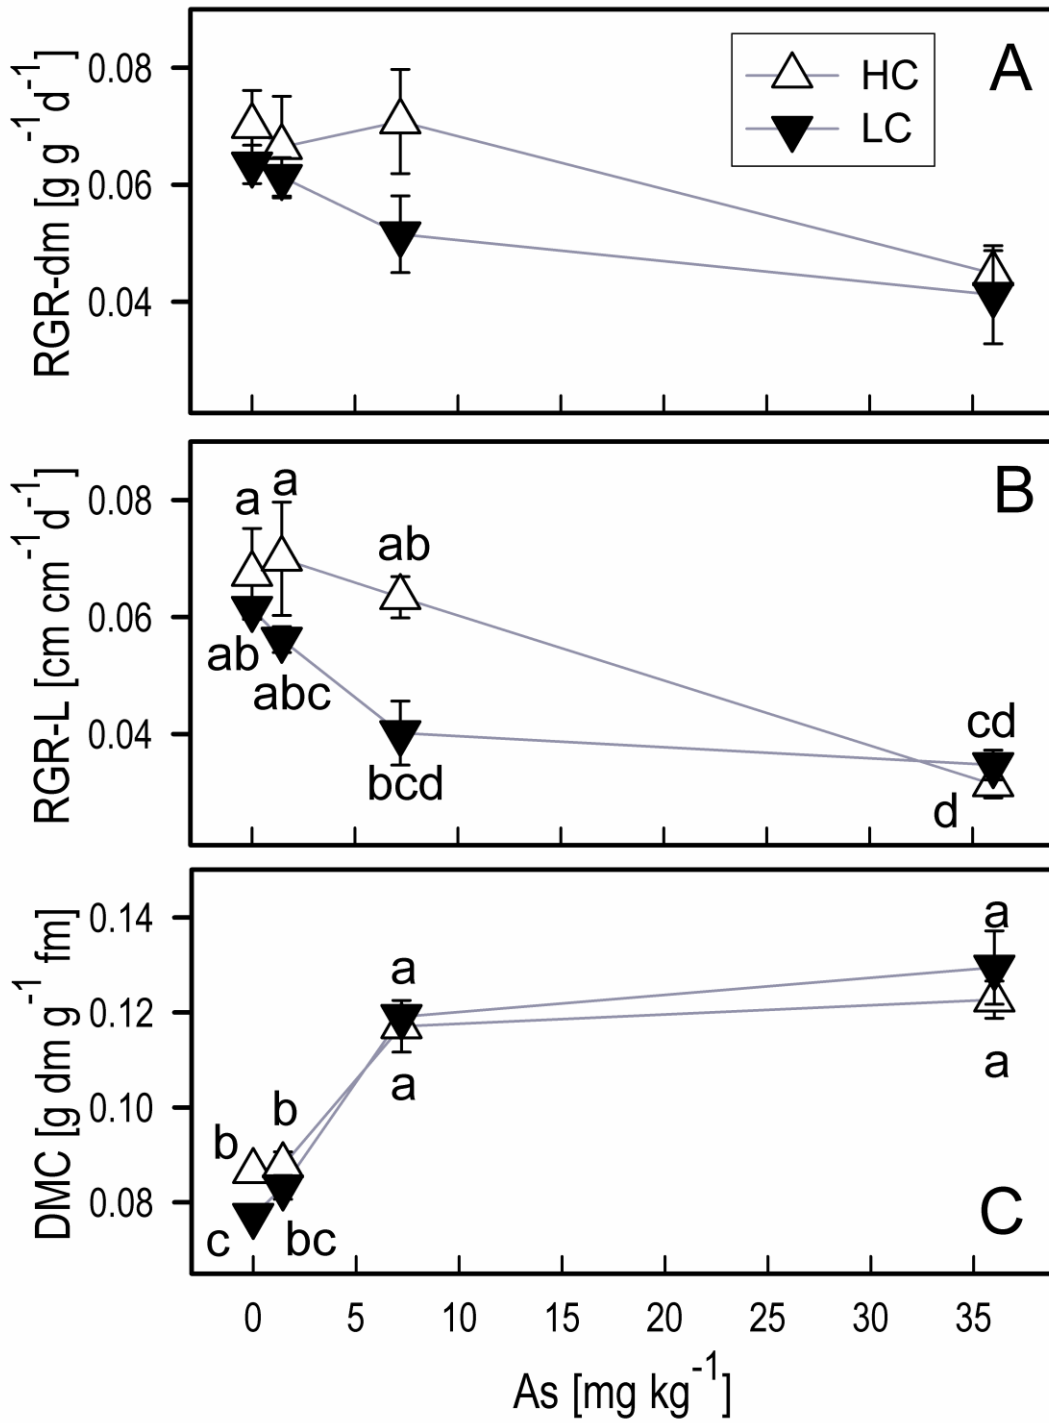 A
HC
LC
0.08
0.06
0.04
RGR-dm [g g⁻¹ d⁻¹]
B
a
a
ab
ab
abc
bcd
cd
d
0.08
0.06
0.04
RGR-L [cm cm⁻¹ d⁻¹]
a
a
b
b
a
a
c
bc
C
0.14
0.12
0.10
0.08
DMC [g dm g⁻¹ fm]
0 5 10 15 20 25 30 35
As [mg kg⁻¹]